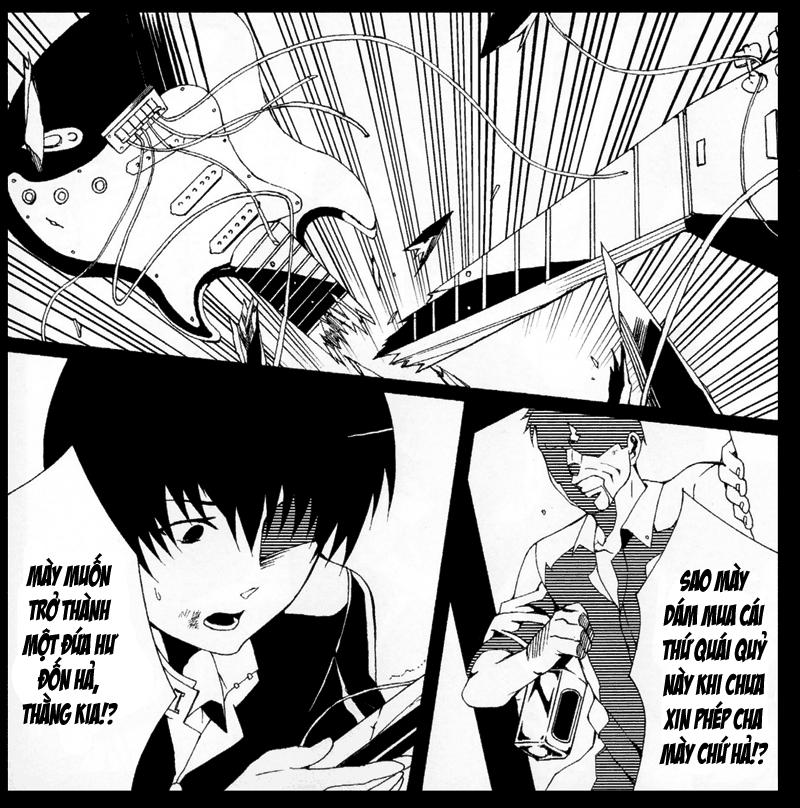 SAO MÀY
DÁM MUA CÁI
THỨ QUÁI QUỶ
NÀY KHI CHƯA
XIN PHÉP CHA
MÀY CHỨ HẢ!?
MÀY MUỐN
TRỞ THÀNH
MỘT ĐỨA HƯ
ĐỐN HẢ,
THẰNG KIA!?